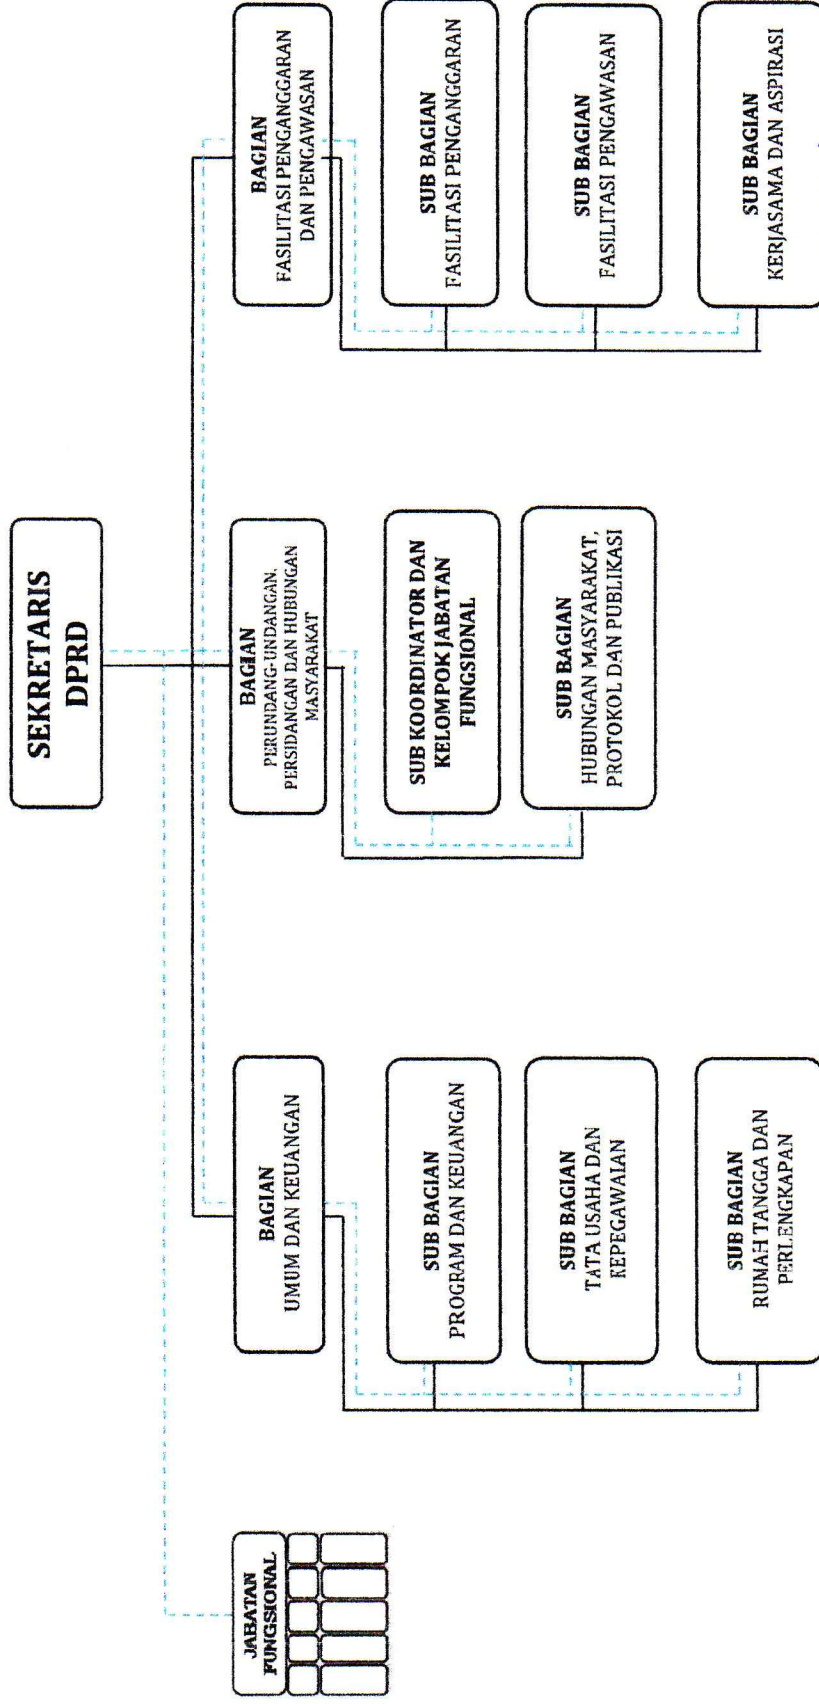 SEKRETARIS
DPRD
JABATAN
FUNGSIONAL
BAGIAN
UMUM DAN KEUANGAN
SUB BAGIAN
PROGRAM DAN KEUANGAN
SUB BAGIAN
TATA USAHA DAN
KEPEGAWAIAN
SUB BAGIAN
RUMAH TANGGA DAN
PERLENGKAPAN
BAGIAN
PERUNDANG-UNDANGAN,
PERSIDANGAN DAN HUBUNGAN
MASYARAKAT
SUB KOORDINATOR DAN
KELOMPOK JABATAN
FUNGSIONAL
SUB BAGIAN
HUBUNGAN MASYARAKAT,
PROTOKOL DAN PUBLIKASI
BAGIAN
FASILITASI PENGANGGARAN
DAN PENGAWASAN
SUB BAGIAN
FASILITASI PENGANGGARAN
SUB BAGIAN
FASILITASI PENGAWASAN
SUB BAGIAN
KERJASAMA DAN ASPIRASI